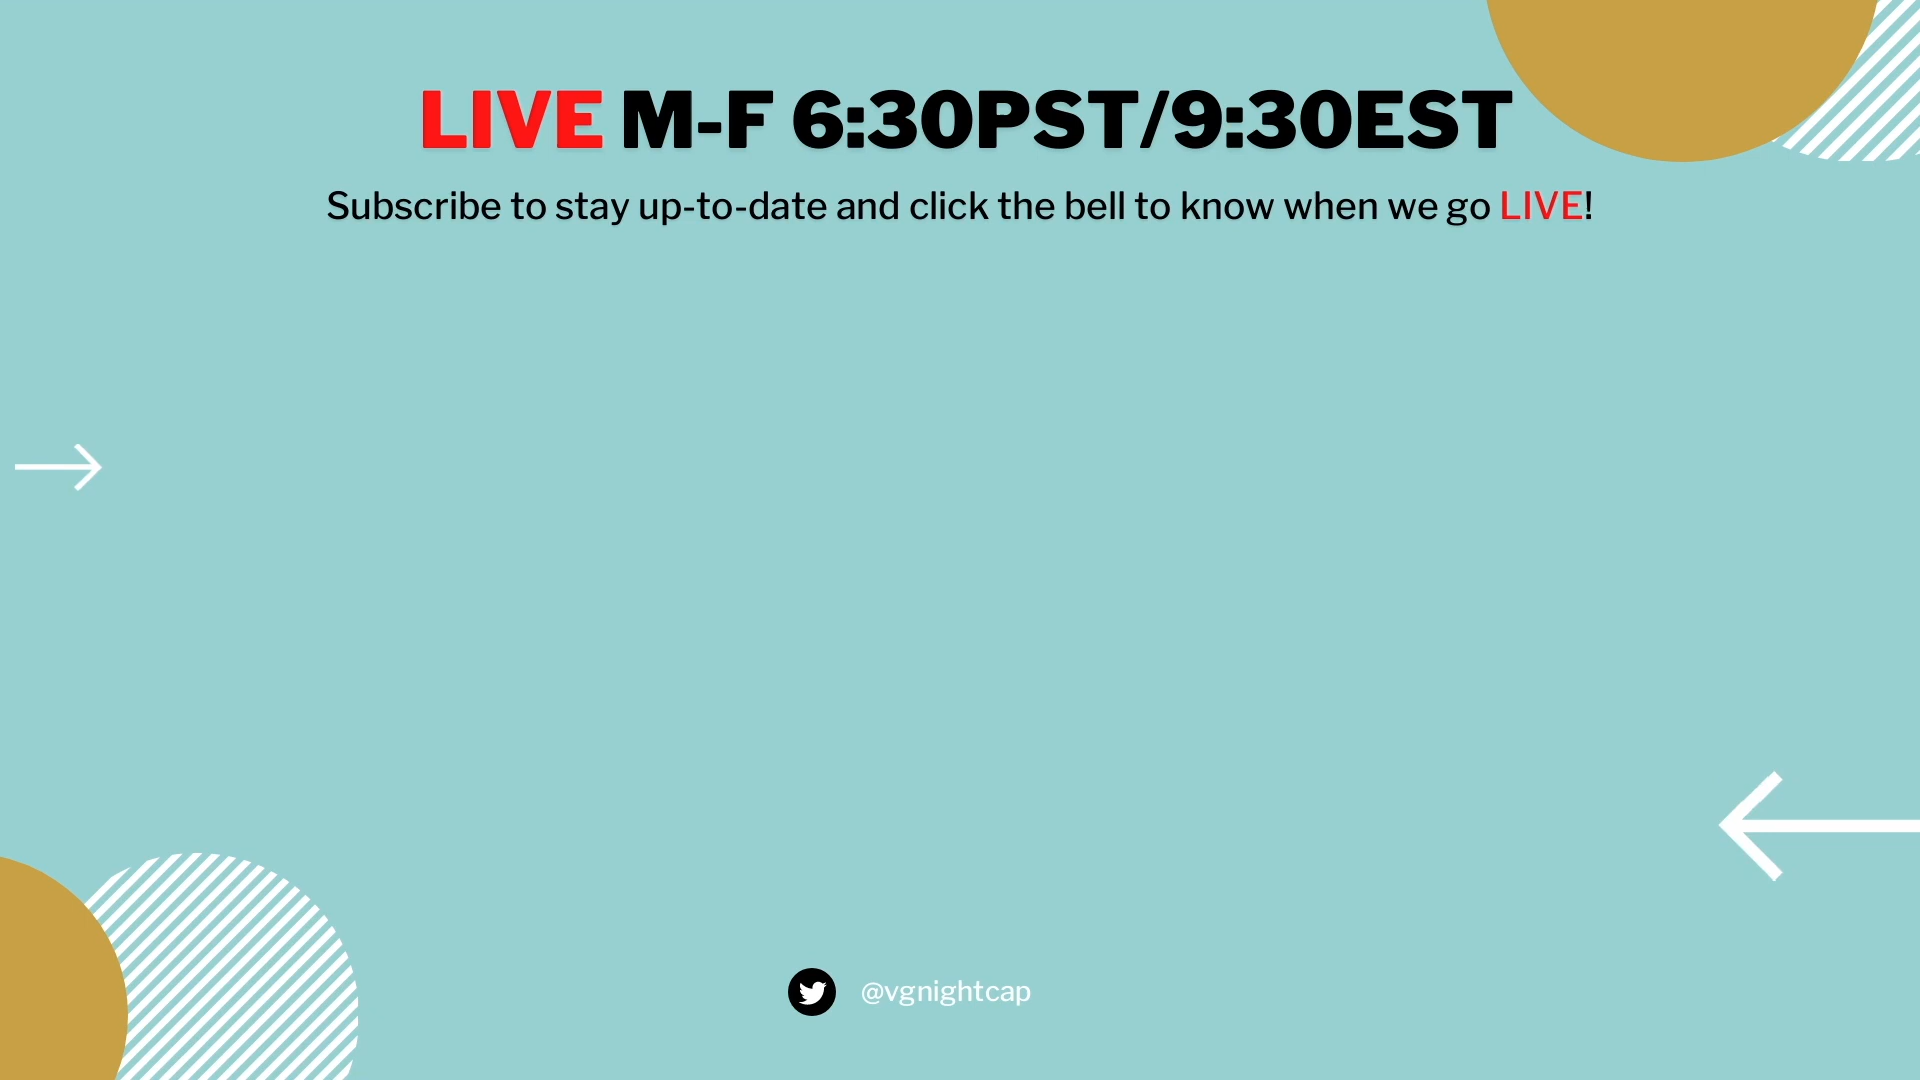 LIVE M-F 6:30PST/9:30EST
Subscribe to stay up-to-date and click the bell to know when we go LIVE!
@vgnightcap